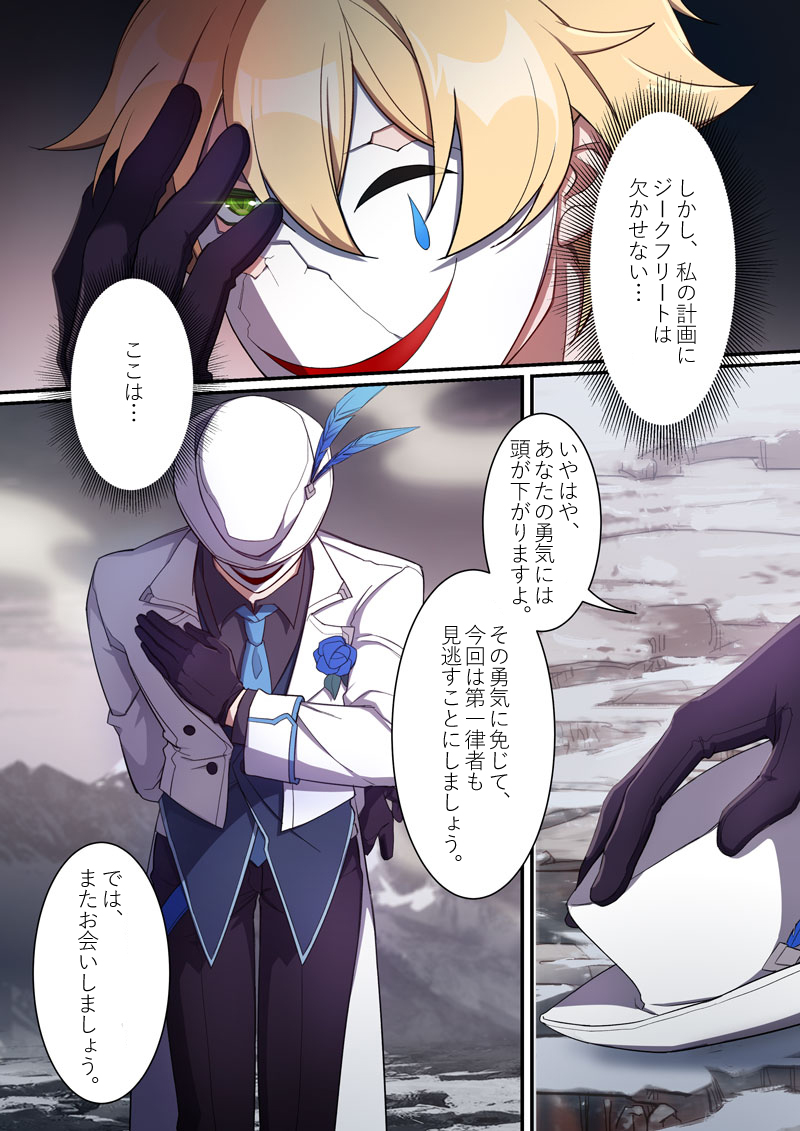 しかし、私の計画に
ジークフリートは
欠かせない…
ここは…
いやはや、
あなたの勇気には
頭が下がりますよ。
その勇気に免じて、
今回は第一律者も
見逃すことにしましょう。
では、
またお会いしましょう。